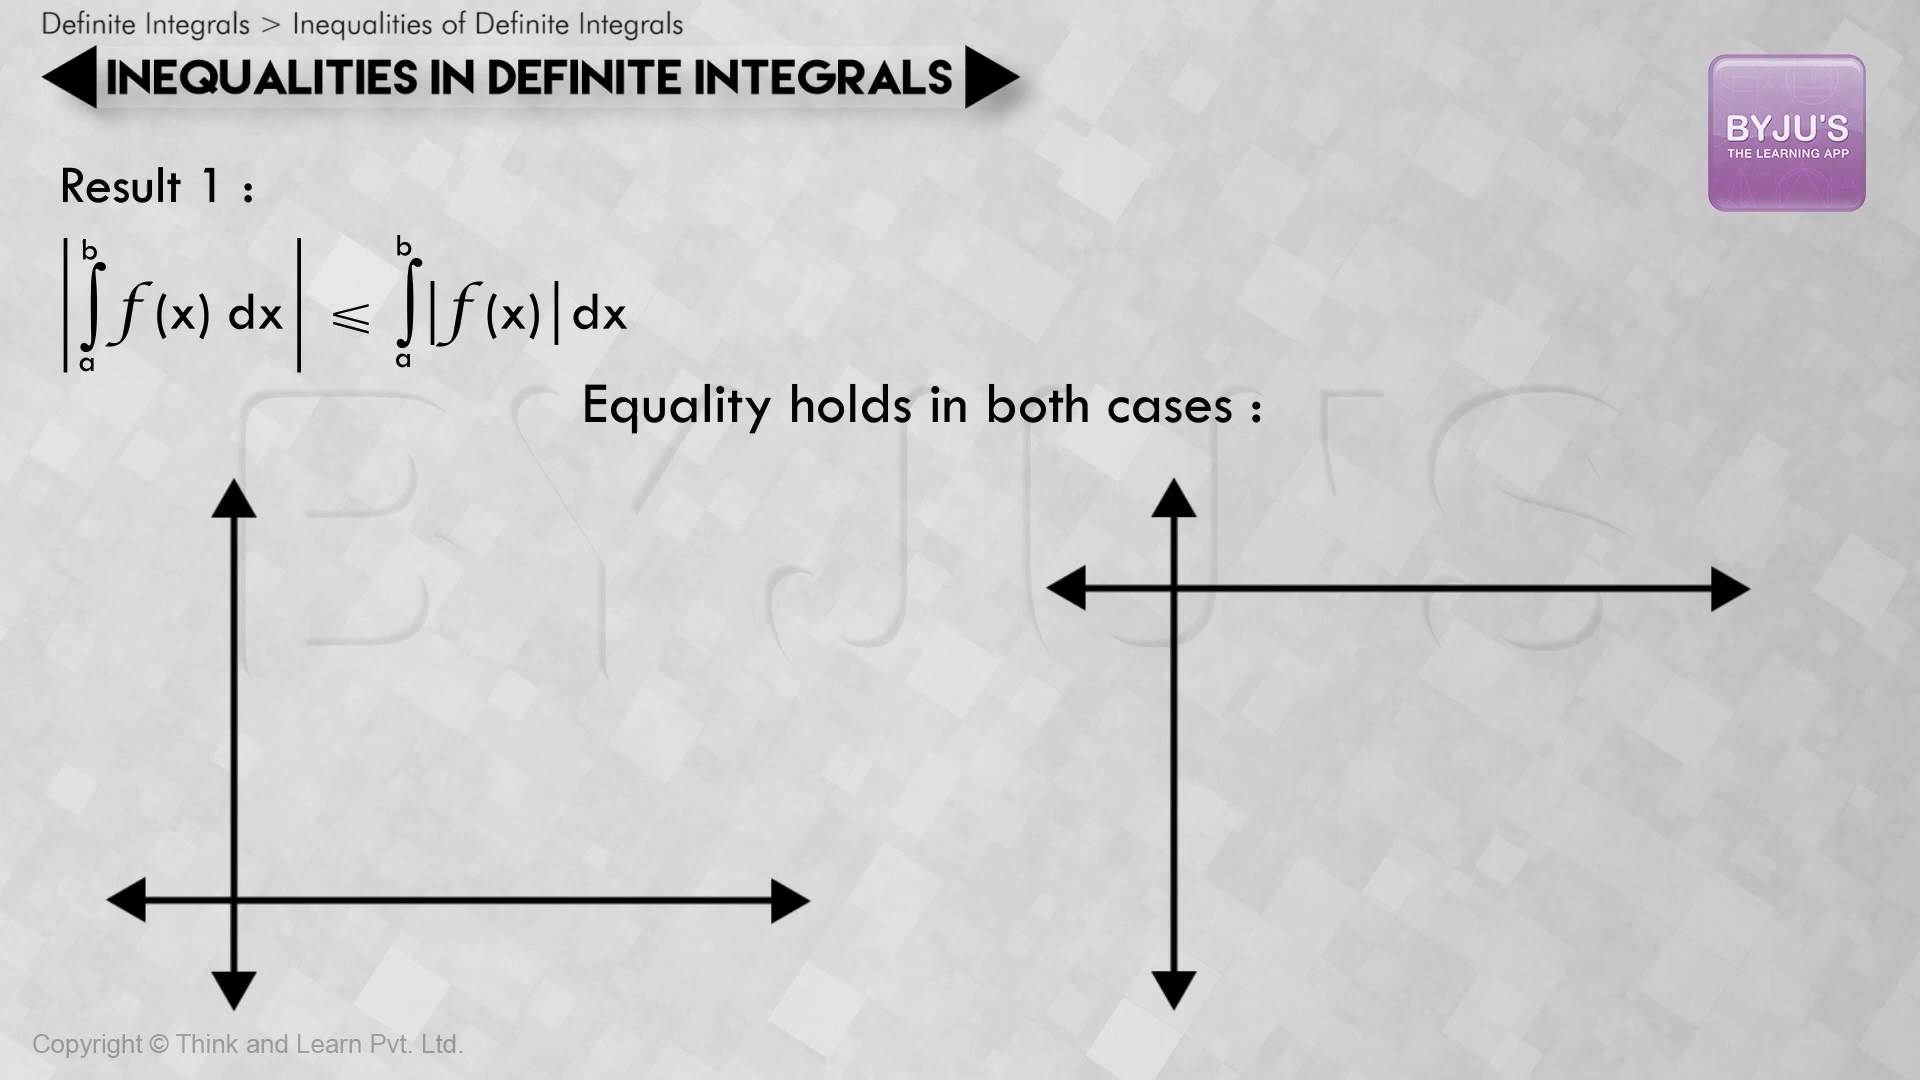 Definite Integrals > Inequalities of Definite Integrals
INEQUALITIES IN DEFINITE INTEGRALS
BYJU'S
THE LEARNING APP
Result 1 :
|∫ₐᵇ f(x) dx| ⩽ ∫ₐᵇ |f(x)| dx
Equality holds in both cases :
BYJU'S
Copyright © Think and Learn Pvt. Ltd.